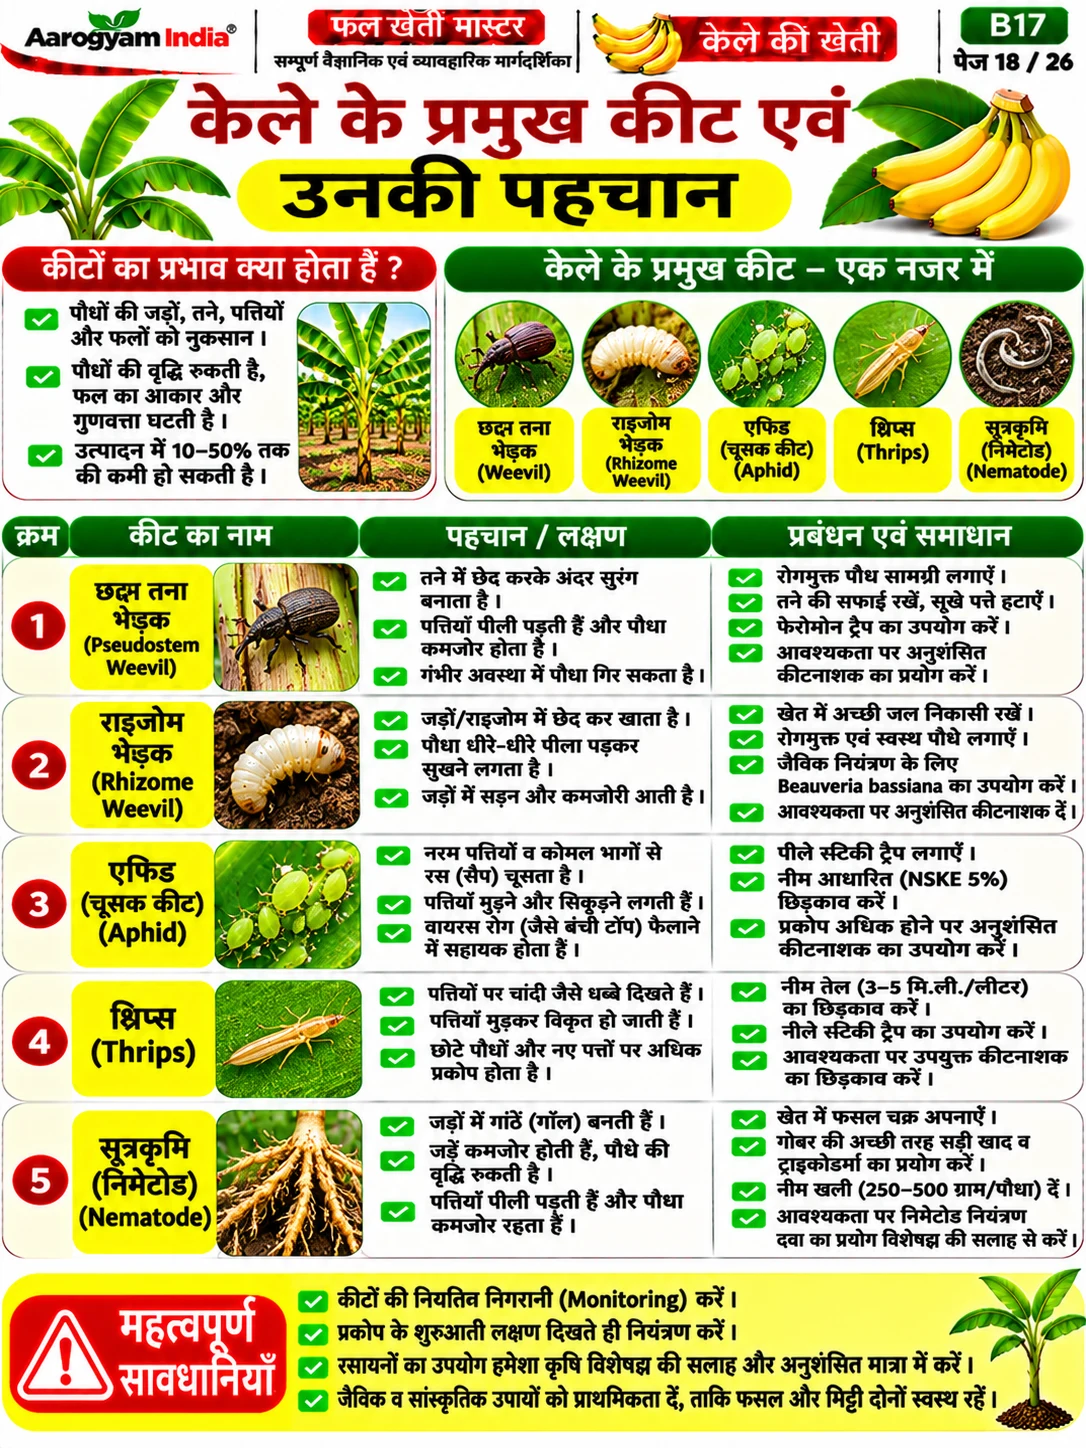 Aarogyam India®
फल खेती मास्टर
सम्पूर्ण वैज्ञानिक एवं व्यावहारिक मार्गदर्शिका
केले की खेती
B17
पेज 18 / 26
केले के प्रमुख कीट एवं
उनकी पहचान
कीटों का प्रभाव क्या होता हैं ?
पौधों की जड़ों, तने, पत्तियों
और फलों को नुकसान ।
पौधों की वृद्धि रुकती है,
फल का आकार और
गुणवत्ता घटती है ।
उत्पादन में 10–50% तक
की कमी हो सकती है ।
केले के प्रमुख कीट – एक नजर में
छद्म तना
भेड़क
(Weevil)
राइजोम
भेड़क
(Rhizome
Weevil)
एफिड
(चूसक कीट)
(Aphid)
थ्रिप्स
(Thrips)
सूत्रकृमि
(निमेटोड)
(Nematode)
क्रम
कीट का नाम
पहचान / लक्षण
प्रबंधन एवं समाधान
1
छद्म तना
भेड़क
(Pseudostem
Weevil)
तने में छेद करके अंदर सुरंग
बनाता है ।
पत्तियाँ पीली पड़ती हैं और पौधा
कमजोर होता है ।
गंभीर अवस्था में पौधा गिर सकता है ।
रोगमुक्त पौध सामग्री लगाएँ ।
तने की सफाई रखें, सूखे पत्ते हटाएँ ।
फेरोमोन ट्रैप का उपयोग करें ।
आवश्यकता पर अनुशंसित
कीटनाशक का प्रयोग करें ।
2
राइजोम
भेड़क
(Rhizome
Weevil)
जड़ों/राइजोम में छेद कर खाता है ।
पौधा धीरे-धीरे पीला पड़कर
सुखने लगता है ।
जड़ों में सड़न और कमजोरी आती है ।
खेत में अच्छी जल निकासी रखें ।
रोगमुक्त एवं स्वस्थ पौधे लगाएँ ।
जैविक नियंत्रण के लिए
Beauveria bassiana का उपयोग करें ।
आवश्यकता पर अनुशंसित कीटनाशक दें ।
3
एफिड
(चूसक कीट)
(Aphid)
नरम पत्तियों व कोमल भागों से
रस (सैप) चूसता है ।
पत्तियाँ मुड़ने और सिकुड़ने लगती हैं ।
वायरस रोग (जैसे बंची टॉप) फैलाने
में सहायक होता हैं ।
पीले स्टिकी ट्रैप लगाएँ ।
नीम आधारित (NSKE 5%)
छिड़काव करें ।
प्रकोप अधिक होने पर अनुशंसित
कीटनाशक का उपयोग करें ।
4
थ्रिप्स
(Thrips)
पत्तियों पर चांदी जैसे धब्बे दिखते हैं ।
पत्तियाँ मुड़कर विकृत हो जाती हैं ।
छोटे पौधों और नए पत्तों पर अधिक
प्रकोप होता है ।
नीम तेल (3–5 मि.ली./लीटर)
का छिड़काव करें ।
नीले स्टिकी ट्रैप का उपयोग करें ।
आवश्यकता पर उपयुक्त कीटनाशक
का छिड़काव करें ।
5
सूत्रकृमि
(निमेटोड)
(Nematode)
जड़ों में गांठें (गॉल) बनती हैं ।
जड़ें कमजोर होती हैं, पौधे की
वृद्धि रुकती है ।
पत्तियाँ पीली पड़ती हैं और पौधा
कमजोर रहता हैं ।
खेत में फसल चक्र अपनाएँ ।
गोबर की अच्छी तरह सड़ी खाद व
ट्राइकोडर्मा का प्रयोग करें ।
नीम खली (250–500 ग्राम/पौधा) दें ।
आवश्यकता पर निमेटोड नियंत्रण
दवा का प्रयोग विशेषज्ञ की सलाह से करें ।
महत्वपूर्ण
सावधानियाँ
कीटों की नियतिव निगरानी (Monitoring) करें ।
प्रकोप के शुरुआती लक्षण दिखते ही नियंत्रण करें ।
रसायनों का उपयोग हमेशा कृषि विशेषज्ञ की सलाह और अनुशंसित मात्रा में करें ।
जैविक व सांस्कृतिक उपायों को प्राथमिकता दें, ताकि फसल और मिट्टी दोनों स्वस्थ रहें ।